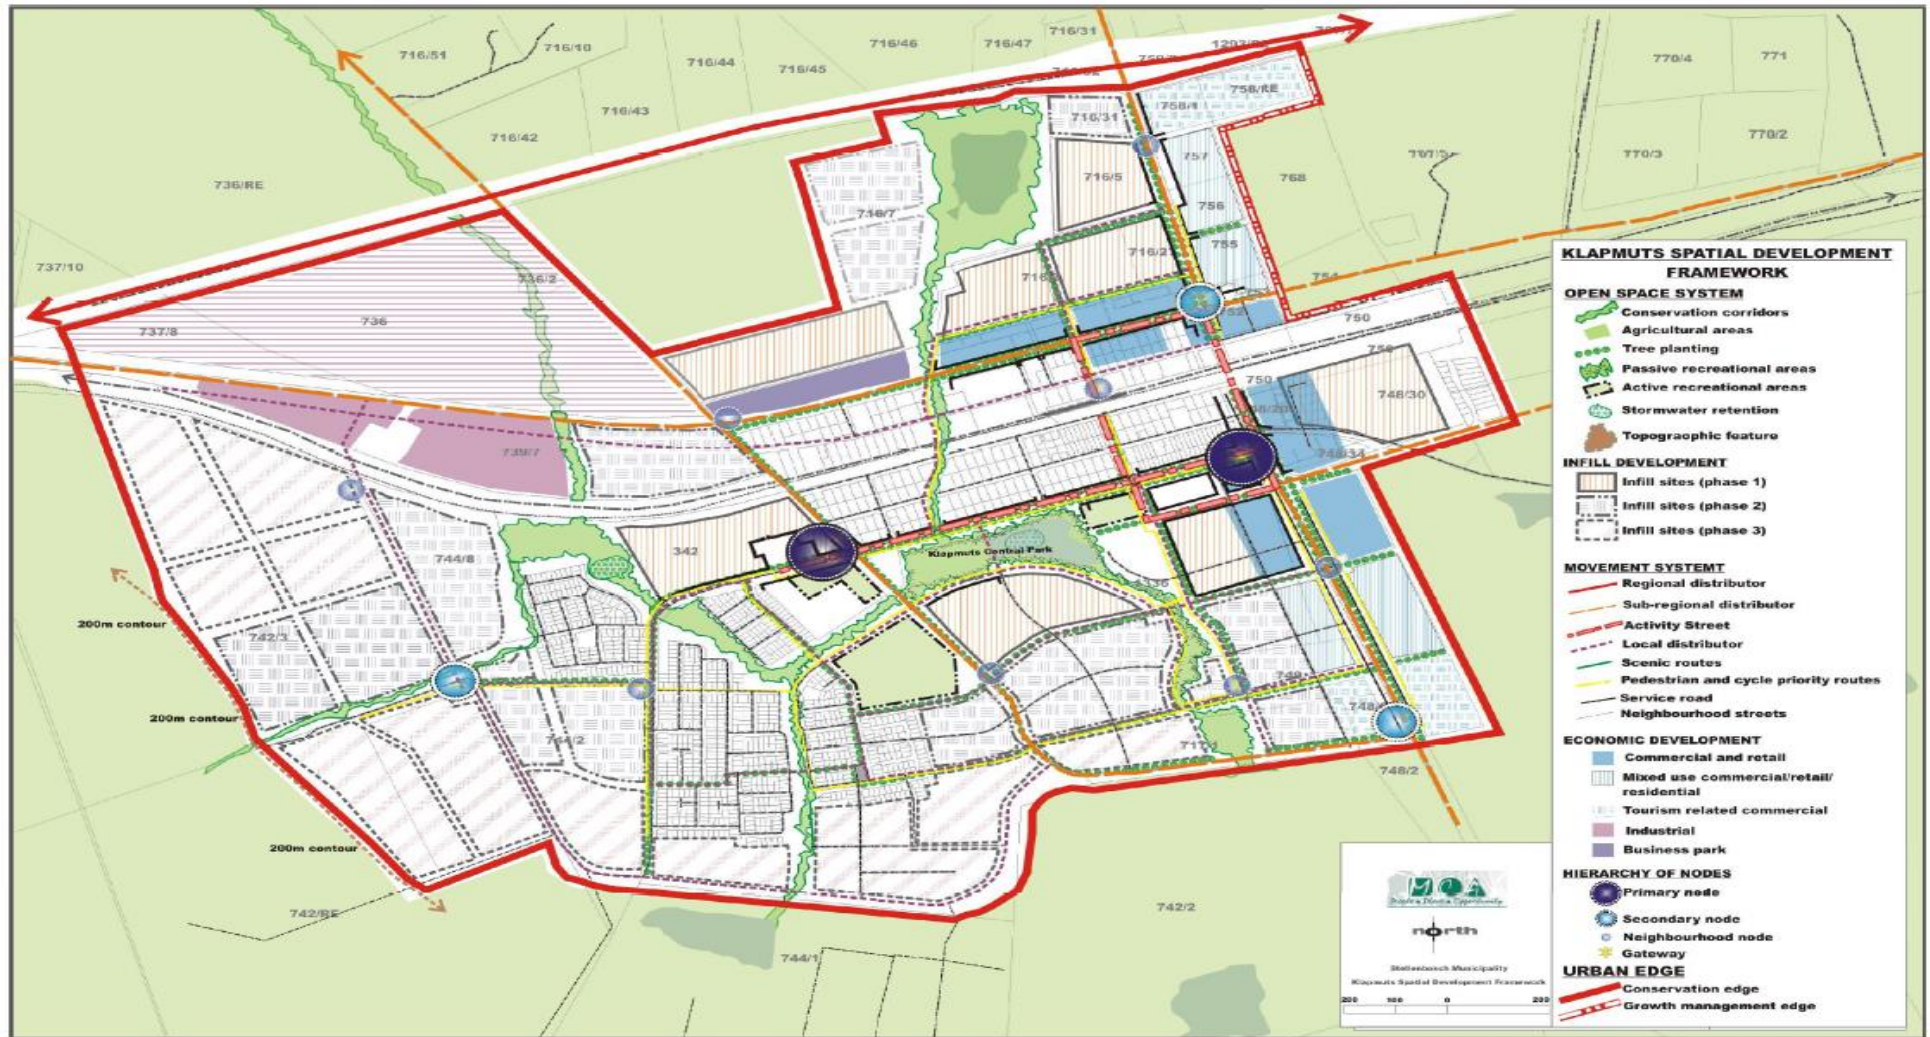 716/51
716/10
716/46
716/47
716/31
716/44
716/45
770/4
771
716/43
716/42
758/RE
758/1
716/31
770/2
770/3
757
768
716/5
736/RE
756
716/7
755
716/21
737/10
736/2
736
737/8
752
750
750
748/30
739/7
342
Klapmuts Central Park
744/8
200m contour
742/3
200m contour
748/2
200m contour
742/RE
742/2
744/1
KLAPMUTS SPATIAL DEVELOPMENT
FRAMEWORK
OPEN SPACE SYSTEM
Conservation corridors
Agricultural areas
Tree planting
Passive recreational areas
Active recreational areas
Stormwater retention
Topograophic feature
INFILL DEVELOPMENT
Infill sites (phase 1)
Infill sites (phase 2)
Infill sites (phase 3)
MOVEMENT SYSTEMT
Regional distributor
Sub-regional distributor
Activity Street
Local distributor
Scenic routes
Pedestrian and cycle priority routes
Service road
Neighbourhood streets
ECONOMIC DEVELOPMENT
Commercial and retail
Mixed use commercial/retail/
residential
Tourism related commercial
Industrial
Business park
HIERARCHY OF NODES
Primary node
Secondary node
Neighbourhood node
Gateway
URBAN EDGE
Conservation edge
Growth management edge
north
Stellenbosch Municipality
Klapmuts Spatial Development Framework
200 100 0 200